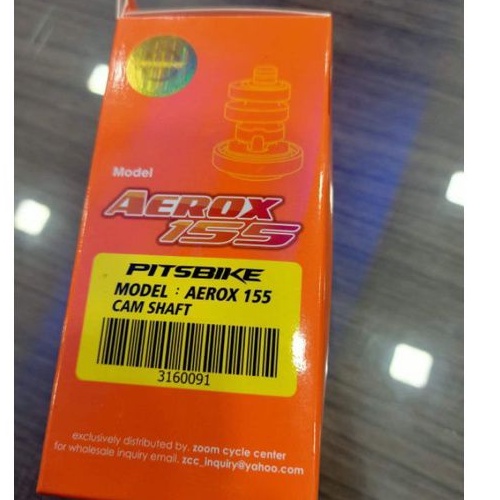 Model
AEROX
155
PITSBIKE
MODEL : AEROX 155
CAM SHAFT
3160091
exclusively distributed by. zoom cycle center
for wholesale inquiry email. zcc_inquiry@yahoo.com